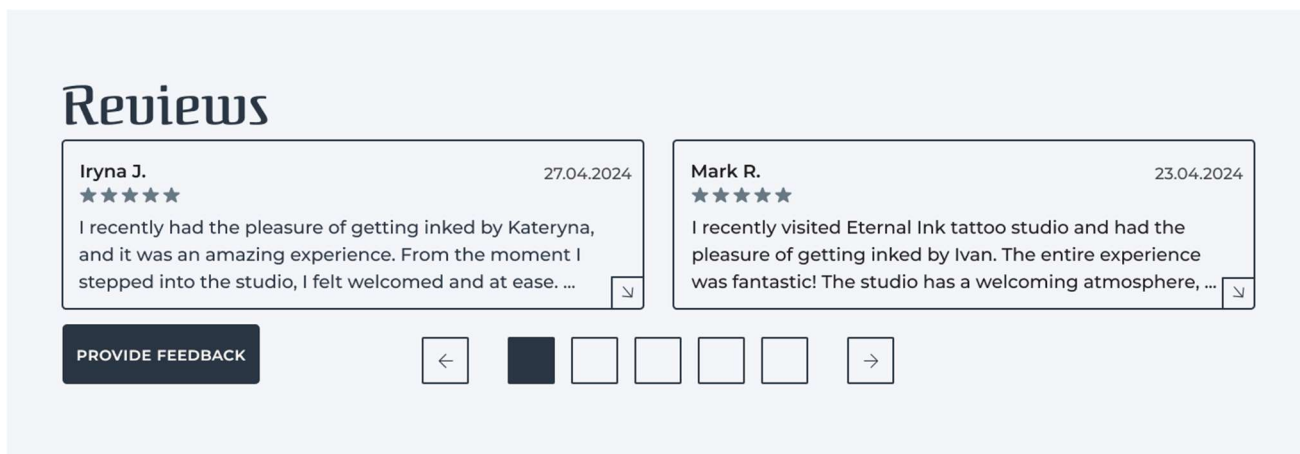 Reviews
Iryna J.
27.04.2024
I recently had the pleasure of getting inked by Kateryna,
and it was an amazing experience. From the moment I
stepped into the studio, I felt welcomed and at ease. ...
Mark R.
23.04.2024
I recently visited Eternal Ink tattoo studio and had the
pleasure of getting inked by Ivan. The entire experience
was fantastic! The studio has a welcoming atmosphere, ...
PROVIDE FEEDBACK